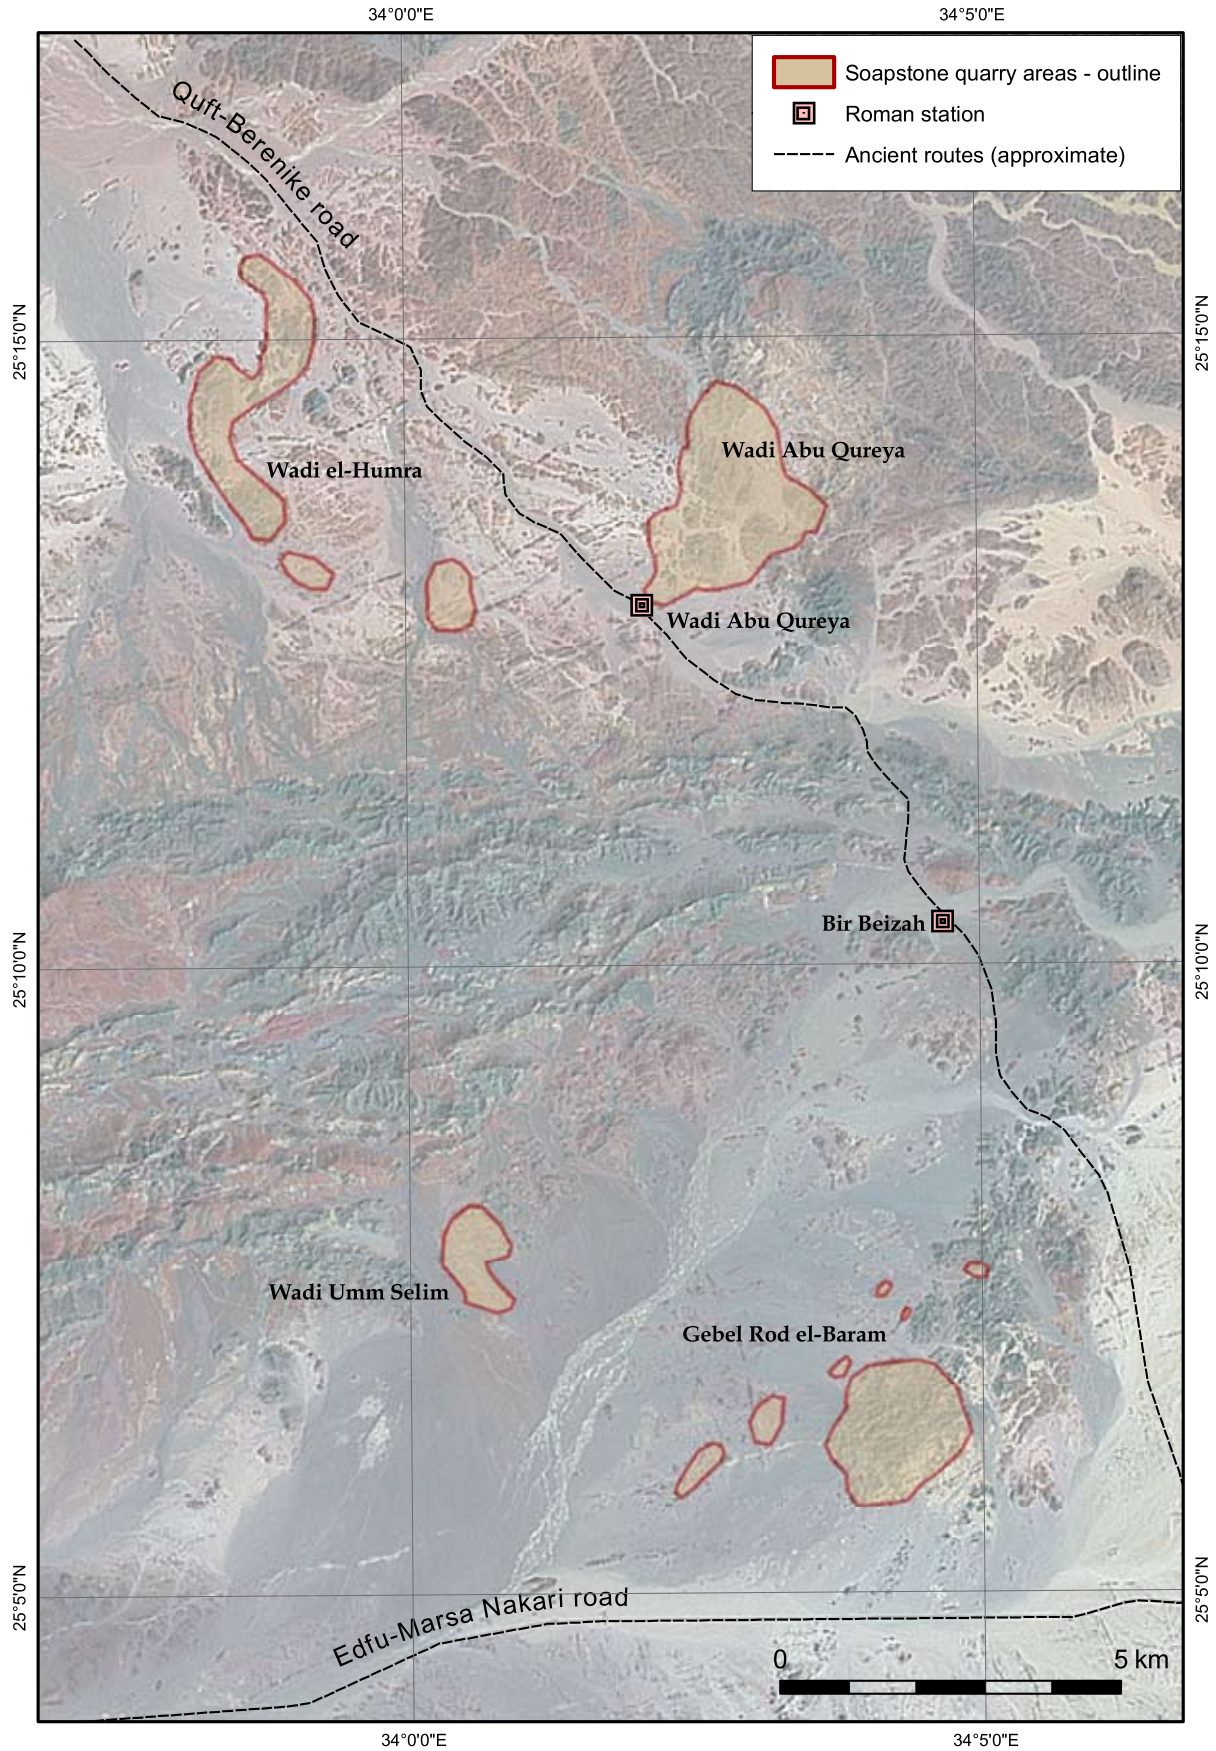 34°0'0"E
34°5'0"E
Soapstone quarry areas - outline
Roman station
Ancient routes (approximate)
Quft-Berenike road
25°15'0"N
25°15'0"N
Wadi Abu Qureya
Wadi el-Humra
Wadi Abu Qureya
Bir Beizah
25°10'0"N
25°10'0"N
Wadi Umm Selim
Gebel Rod el-Baram
25°5'0"N
25°5'0"N
Edfu-Marsa Nakari road
0
5 km
34°0'0"E
34°5'0"E